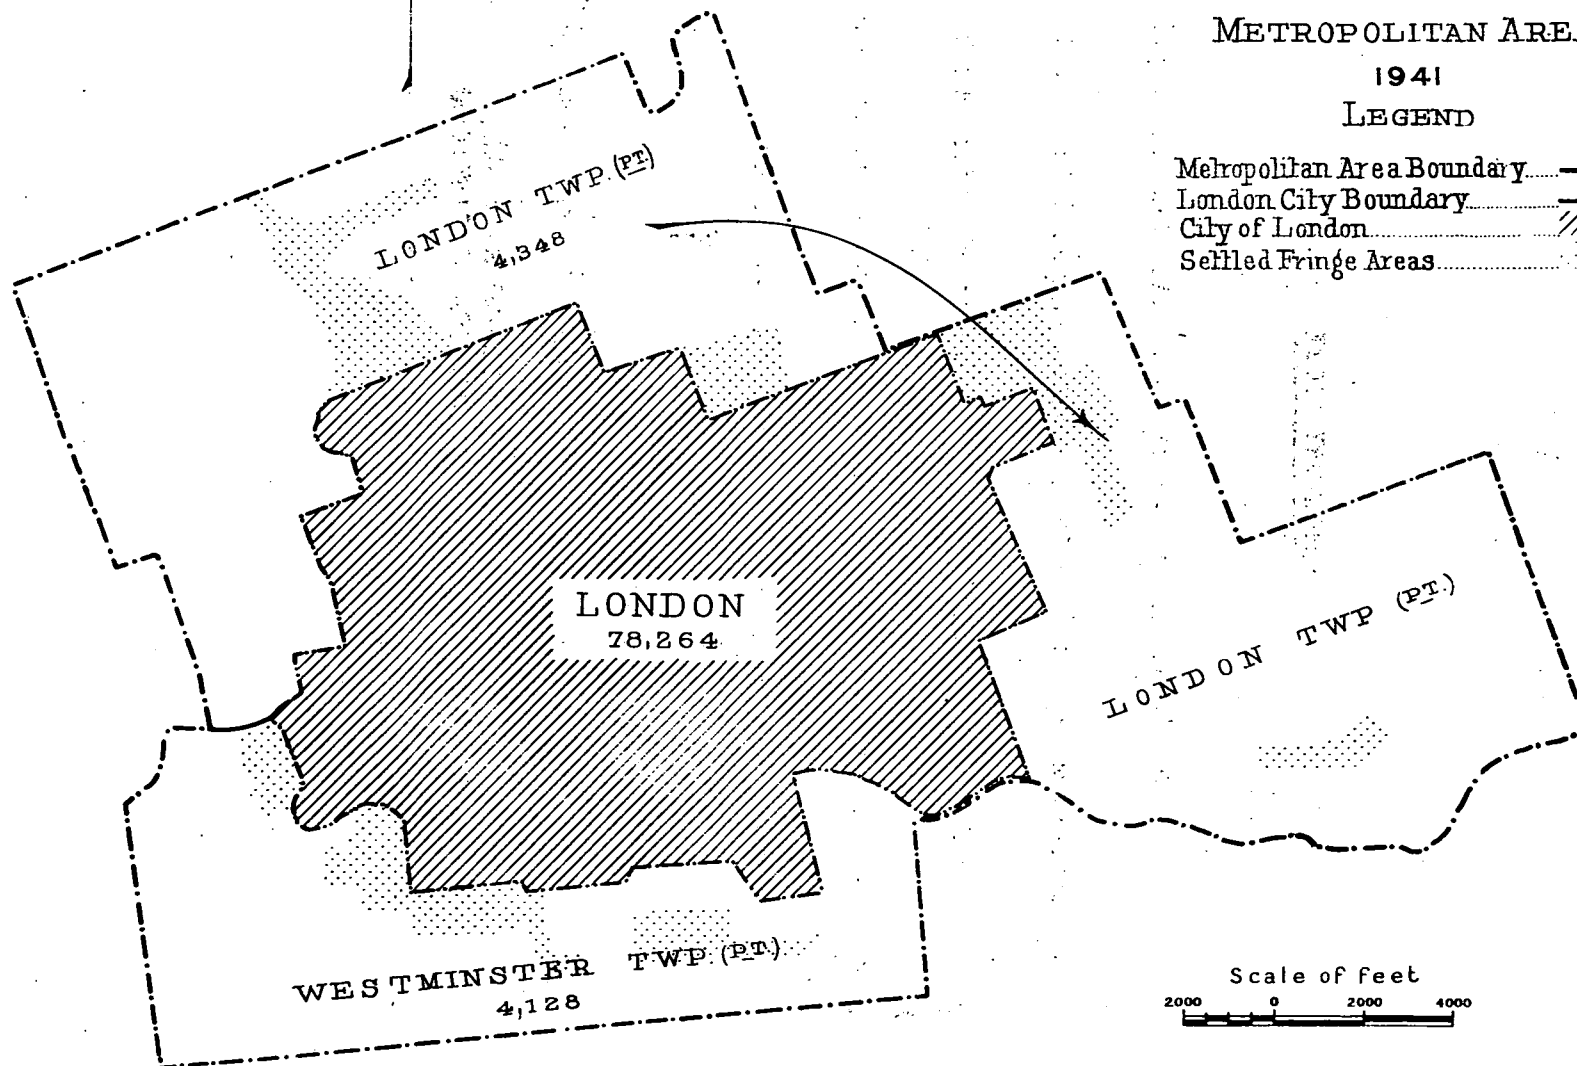 METROPOLITAN ARE
1941
LEGEND
Metropolitan Area Boundary
London City Boundary
City of London
Settled Fringe Areas
LONDON TWP. (PT.)
4,348
LONDON
78,264
LONDON TWP (PT.)
WESTMINSTER TWP. (PT.)
4,128
Scale of feet
2000 0 2000 4000